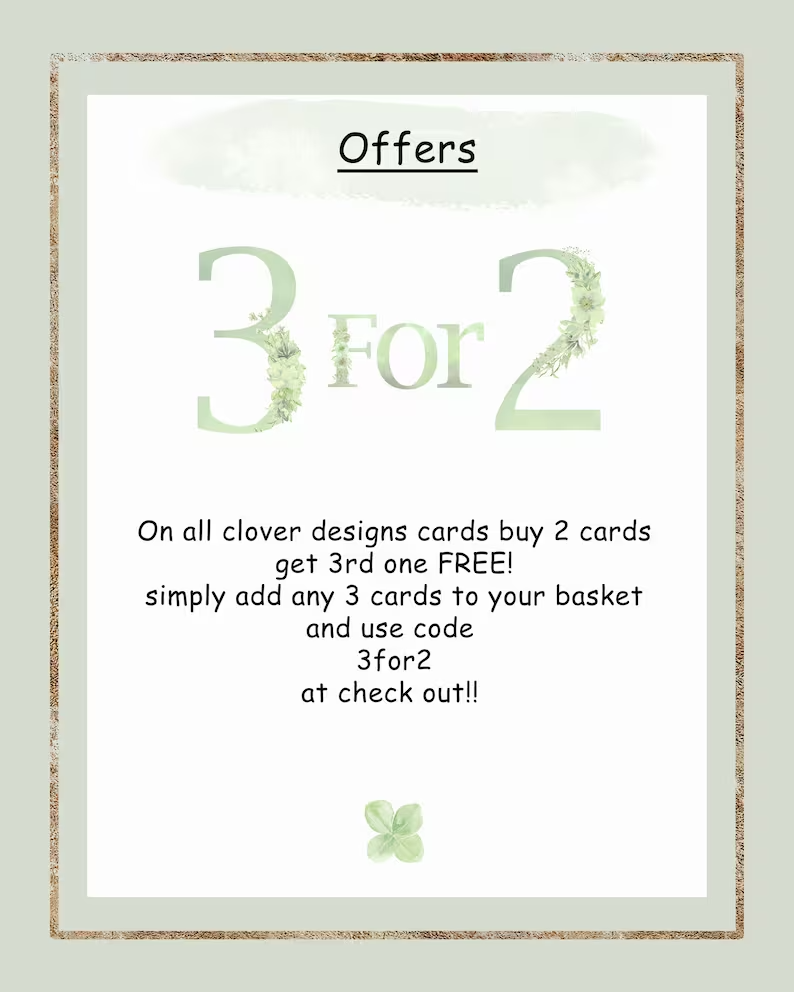 Offers
3 For 2
On all clover designs cards buy 2 cards
get 3rd one FREE!
simply add any 3 cards to your basket
and use code
3for2
at check out!!